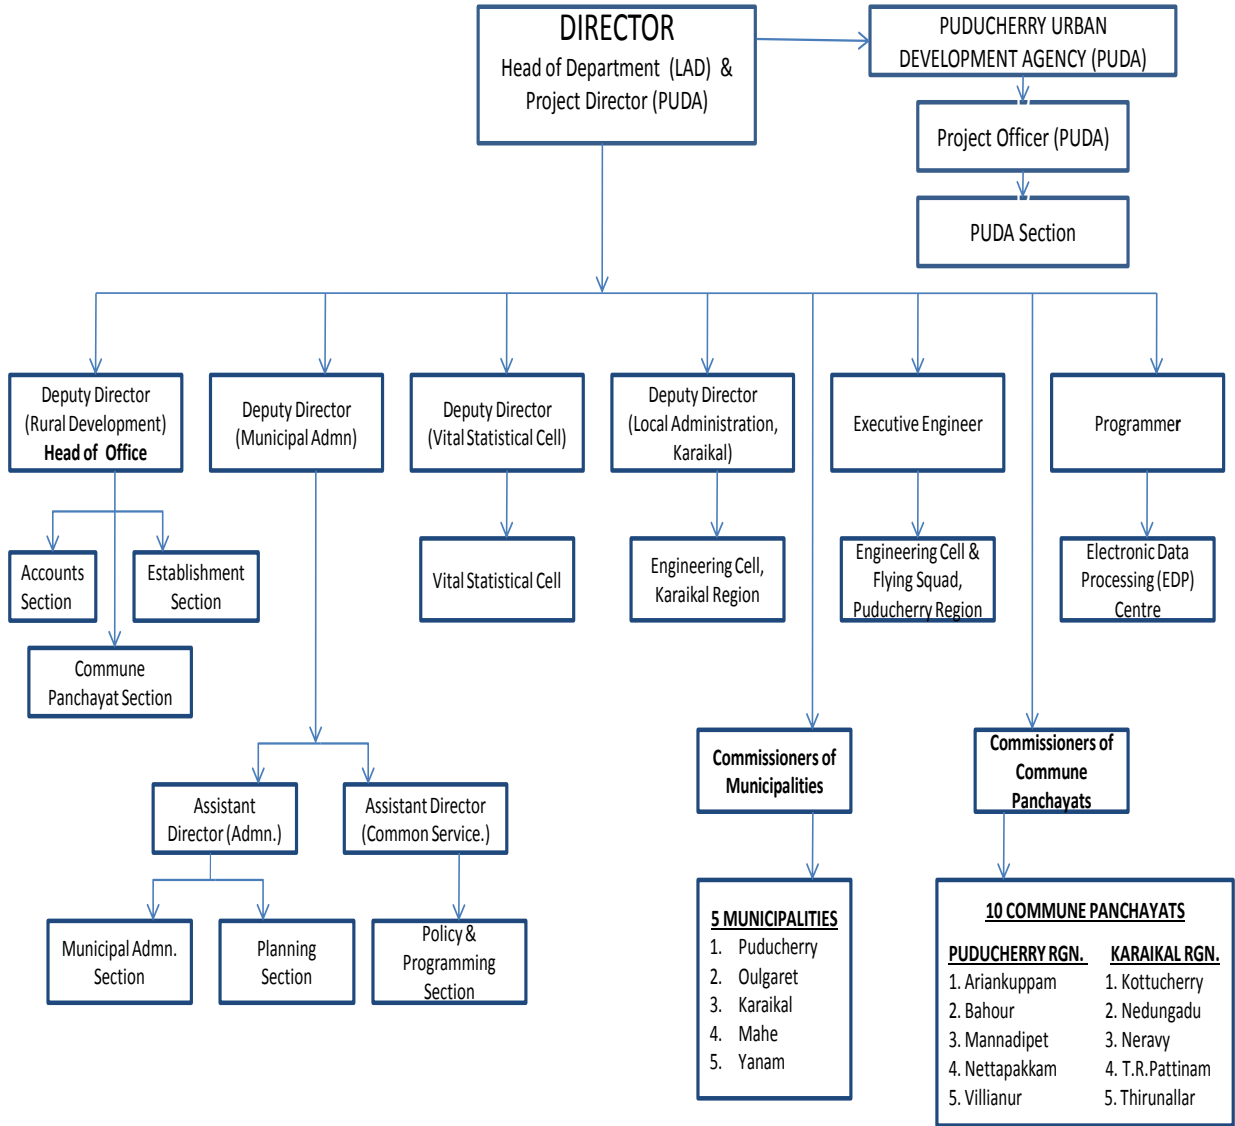 DIRECTOR
Head of Department (LAD) &
Project Director (PUDA)
PUDUCHERRY URBAN
DEVELOPMENT AGENCY (PUDA)
Project Officer (PUDA)
PUDA Section
Deputy Director
(Rural Development)
Head of Office
Deputy Director
(Municipal Admn)
Deputy Director
(Vital Statistical Cell)
Deputy Director
(Local Administration,
Karaikal)
Executive Engineer
Programmer
Accounts
Section
Establishment
Section
Commune
Panchayat Section
Vital Statistical Cell
Engineering Cell,
Karaikal Region
Engineering Cell &
Flying Squad,
Puducherry Region
Electronic Data
Processing (EDP)
Centre
Commissioners of
Municipalities
Commissioners of
Commune
Panchayats
Assistant
Director (Admn.)
Assistant Director
(Common Service.)
Municipal Admn.
Section
Planning
Section
Policy &
Programming
Section
5 MUNICIPALITIES
1. Puducherry
2. Oulgaret
3. Karaikal
4. Mahe
5. Yanam
10 COMMUNE PANCHAYATS
PUDUCHERRY RGN.
1. Ariankuppam
2. Bahour
3. Mannadipet
4. Nettapakkam
5. Villianur
KARAIKAL RGN.
1. Kottucherry
2. Nedungadu
3. Neravy
4. T.R.Pattinam
5. Thirunallar